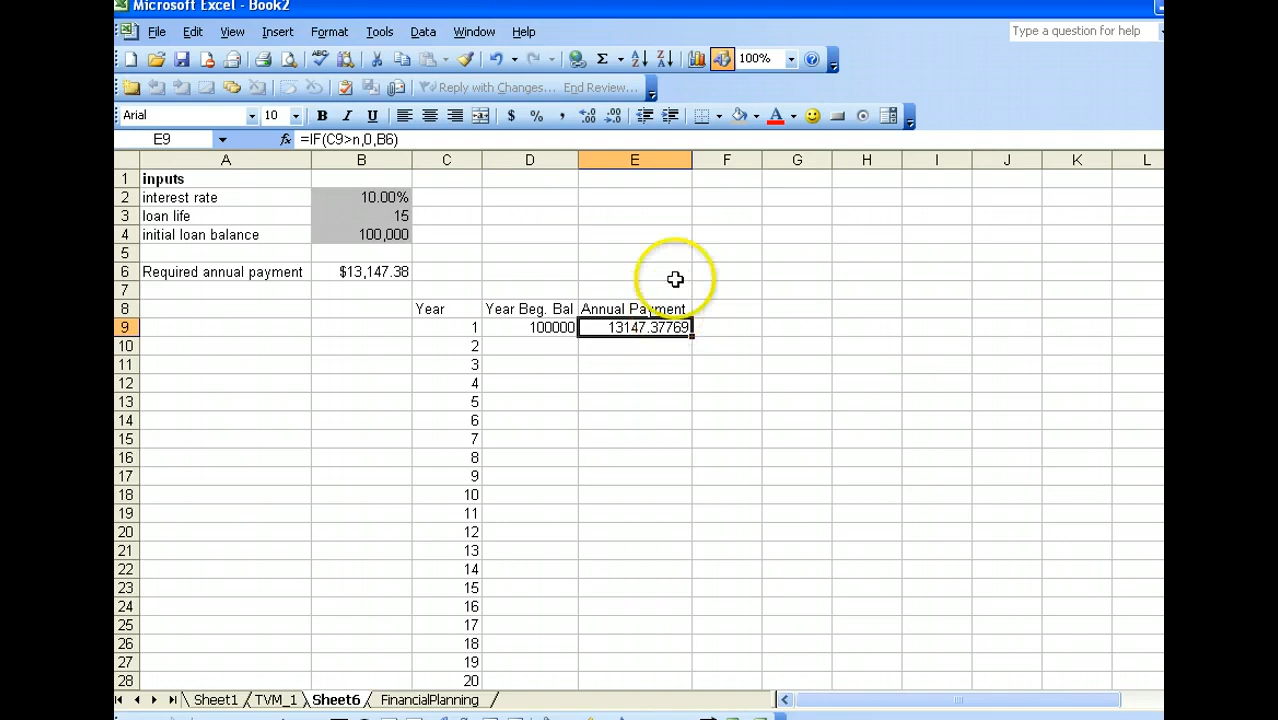 Microsoft Excel - Book2
File Edit View Insert Format Tools Data Window Help Type a question for help
100%
Reply with Changes... End Review...
Arial 10 B I U $ % ,
E9 fx =IF(C9>n,0,B6)
A B C D E F G H I J K L
1 inputs
2 interest rate 10.00%
3 loan life 15
4 initial loan balance 100,000
5
6 Required annual payment $13,147.38
7
8 Year Year Beg. Bal Annual Payment
9 1 100000 13147.37769
10 2
11 3
12 4
13 5
14 6
15 7
16 8
17 9
18 10
19 11
20 12
21 13
22 14
23 15
24 16
25 17
26 18
27 19
28 20
Sheet1 TVM_1 Sheet6 FinancialPlanning